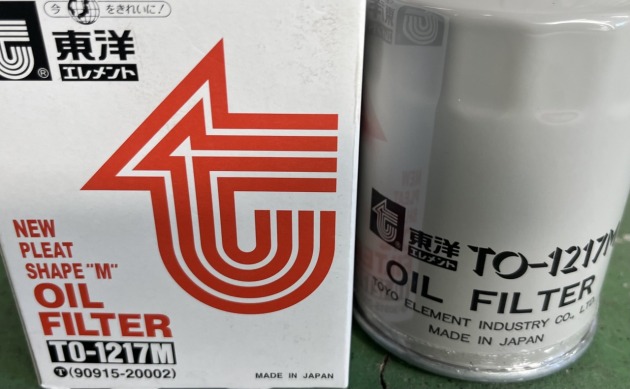 今 をきれいに!
東洋
エレメント
®
NEW
PLEAT
SHAPE "M"
OIL
FILTER
TO-1217M
(90915-20002)
MADE IN JAPAN
東洋
エレメント
TO-1217M
OIL FILTER
TOYO ELEMENT INDUSTRY CO., LTD.
MADE IN JAPAN